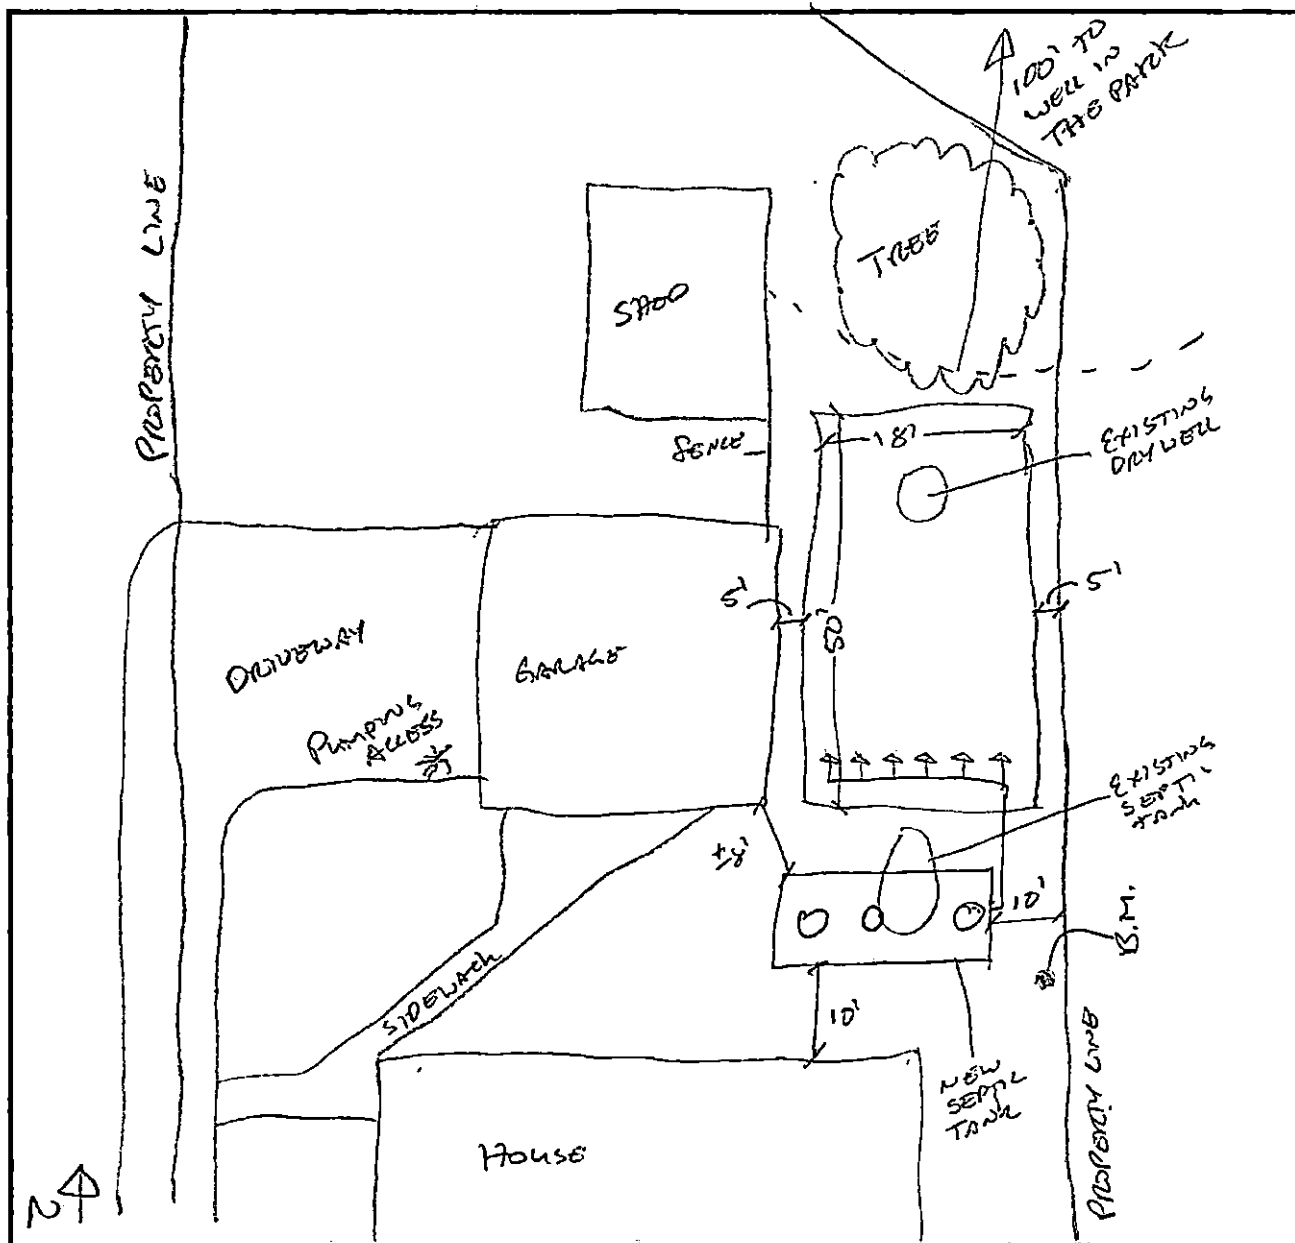 100' TO
WELL IN
THE PARK
PROPERTY LINE
TREE
SHED
FENCE
18'
EXISTING
DRYWELL
5'
5'
50'
DRIVEWAY
GARAGE
PUMPING
ACCESS
EXISTING
SEPTIC
TANK
±8'
10'
B.M.
SIDEWALK
10'
NEW
SEPTIC
TANK
PROPERTY LINE
HOUSE
N